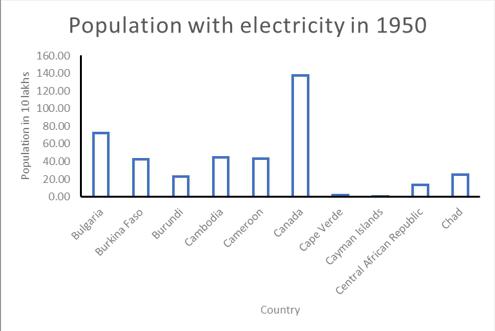 Population with electricity in 1950
Population in 10 lakhs
160.00
140.00
120.00
100.00
80.00
60.00
40.00
20.00
0.00
Bulgaria
Burkina Faso
Burundi
Cambodia
Cameroon
Canada
Cape Verde
Cayman Islands
Central African Republic
Chad
Country